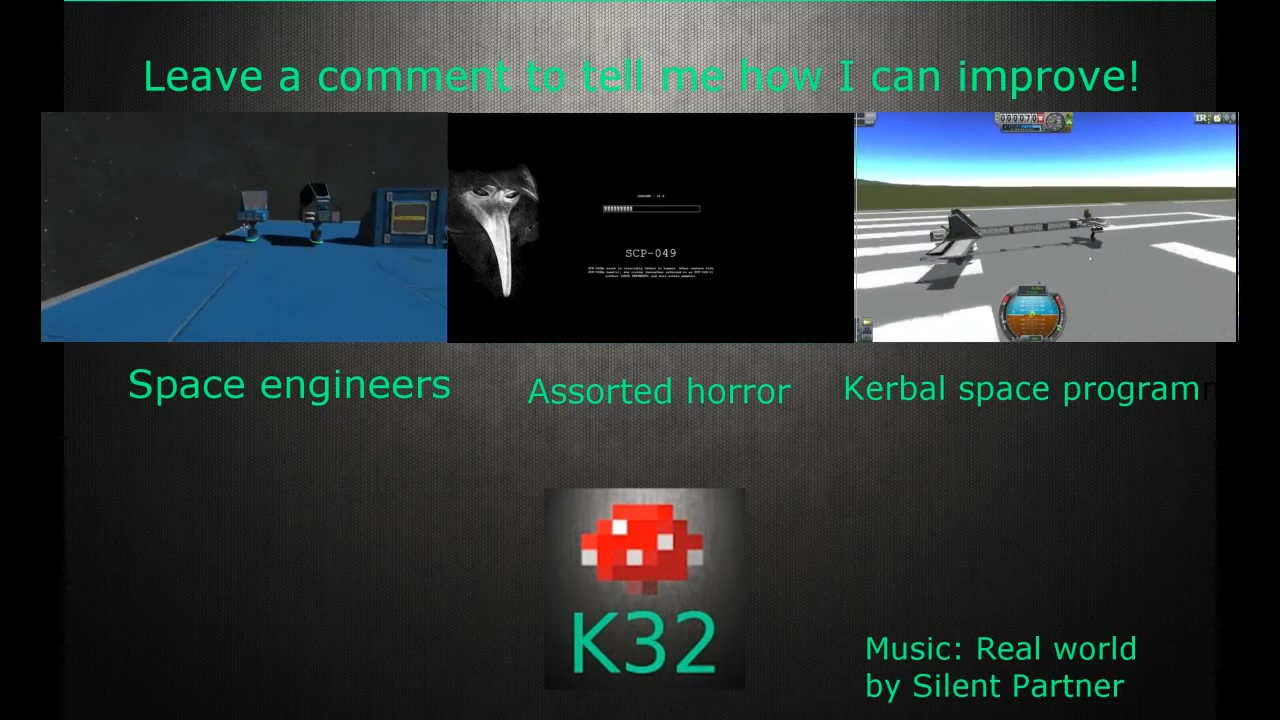 Leave a comment to tell me how I can improve!
SCP-049
Space engineers
Assorted horror
Kerbal space program
K32
Music: Real world
by Silent Partner